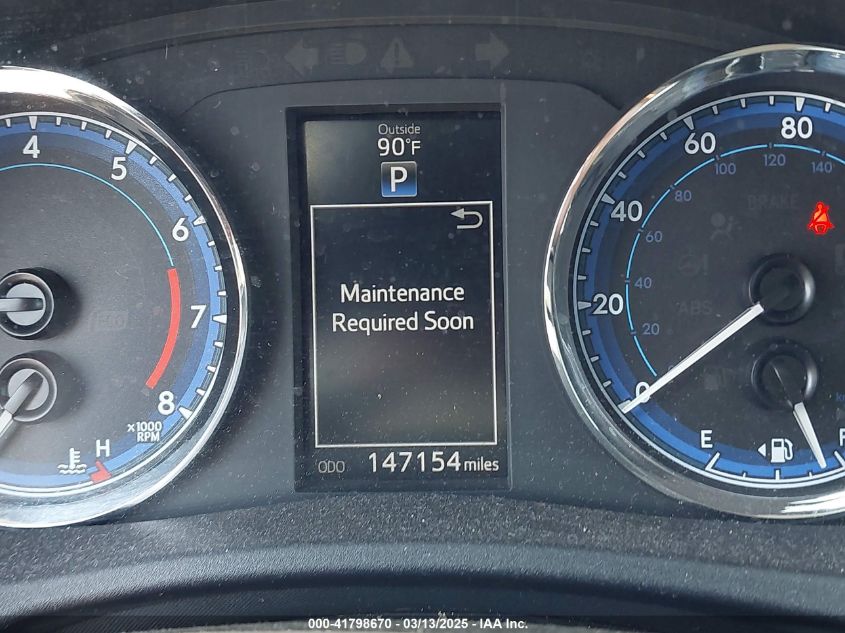 Outside
90°F
P
Maintenance
Required Soon
ODO 147154 miles
4
5
6
7
8
x1000
RPM
H
0
20
40
60
80
20
40
60
80
100
120
140
BRAKE
ABS
E
F
000-41798670 - 03/13/2025 - IAA Inc.